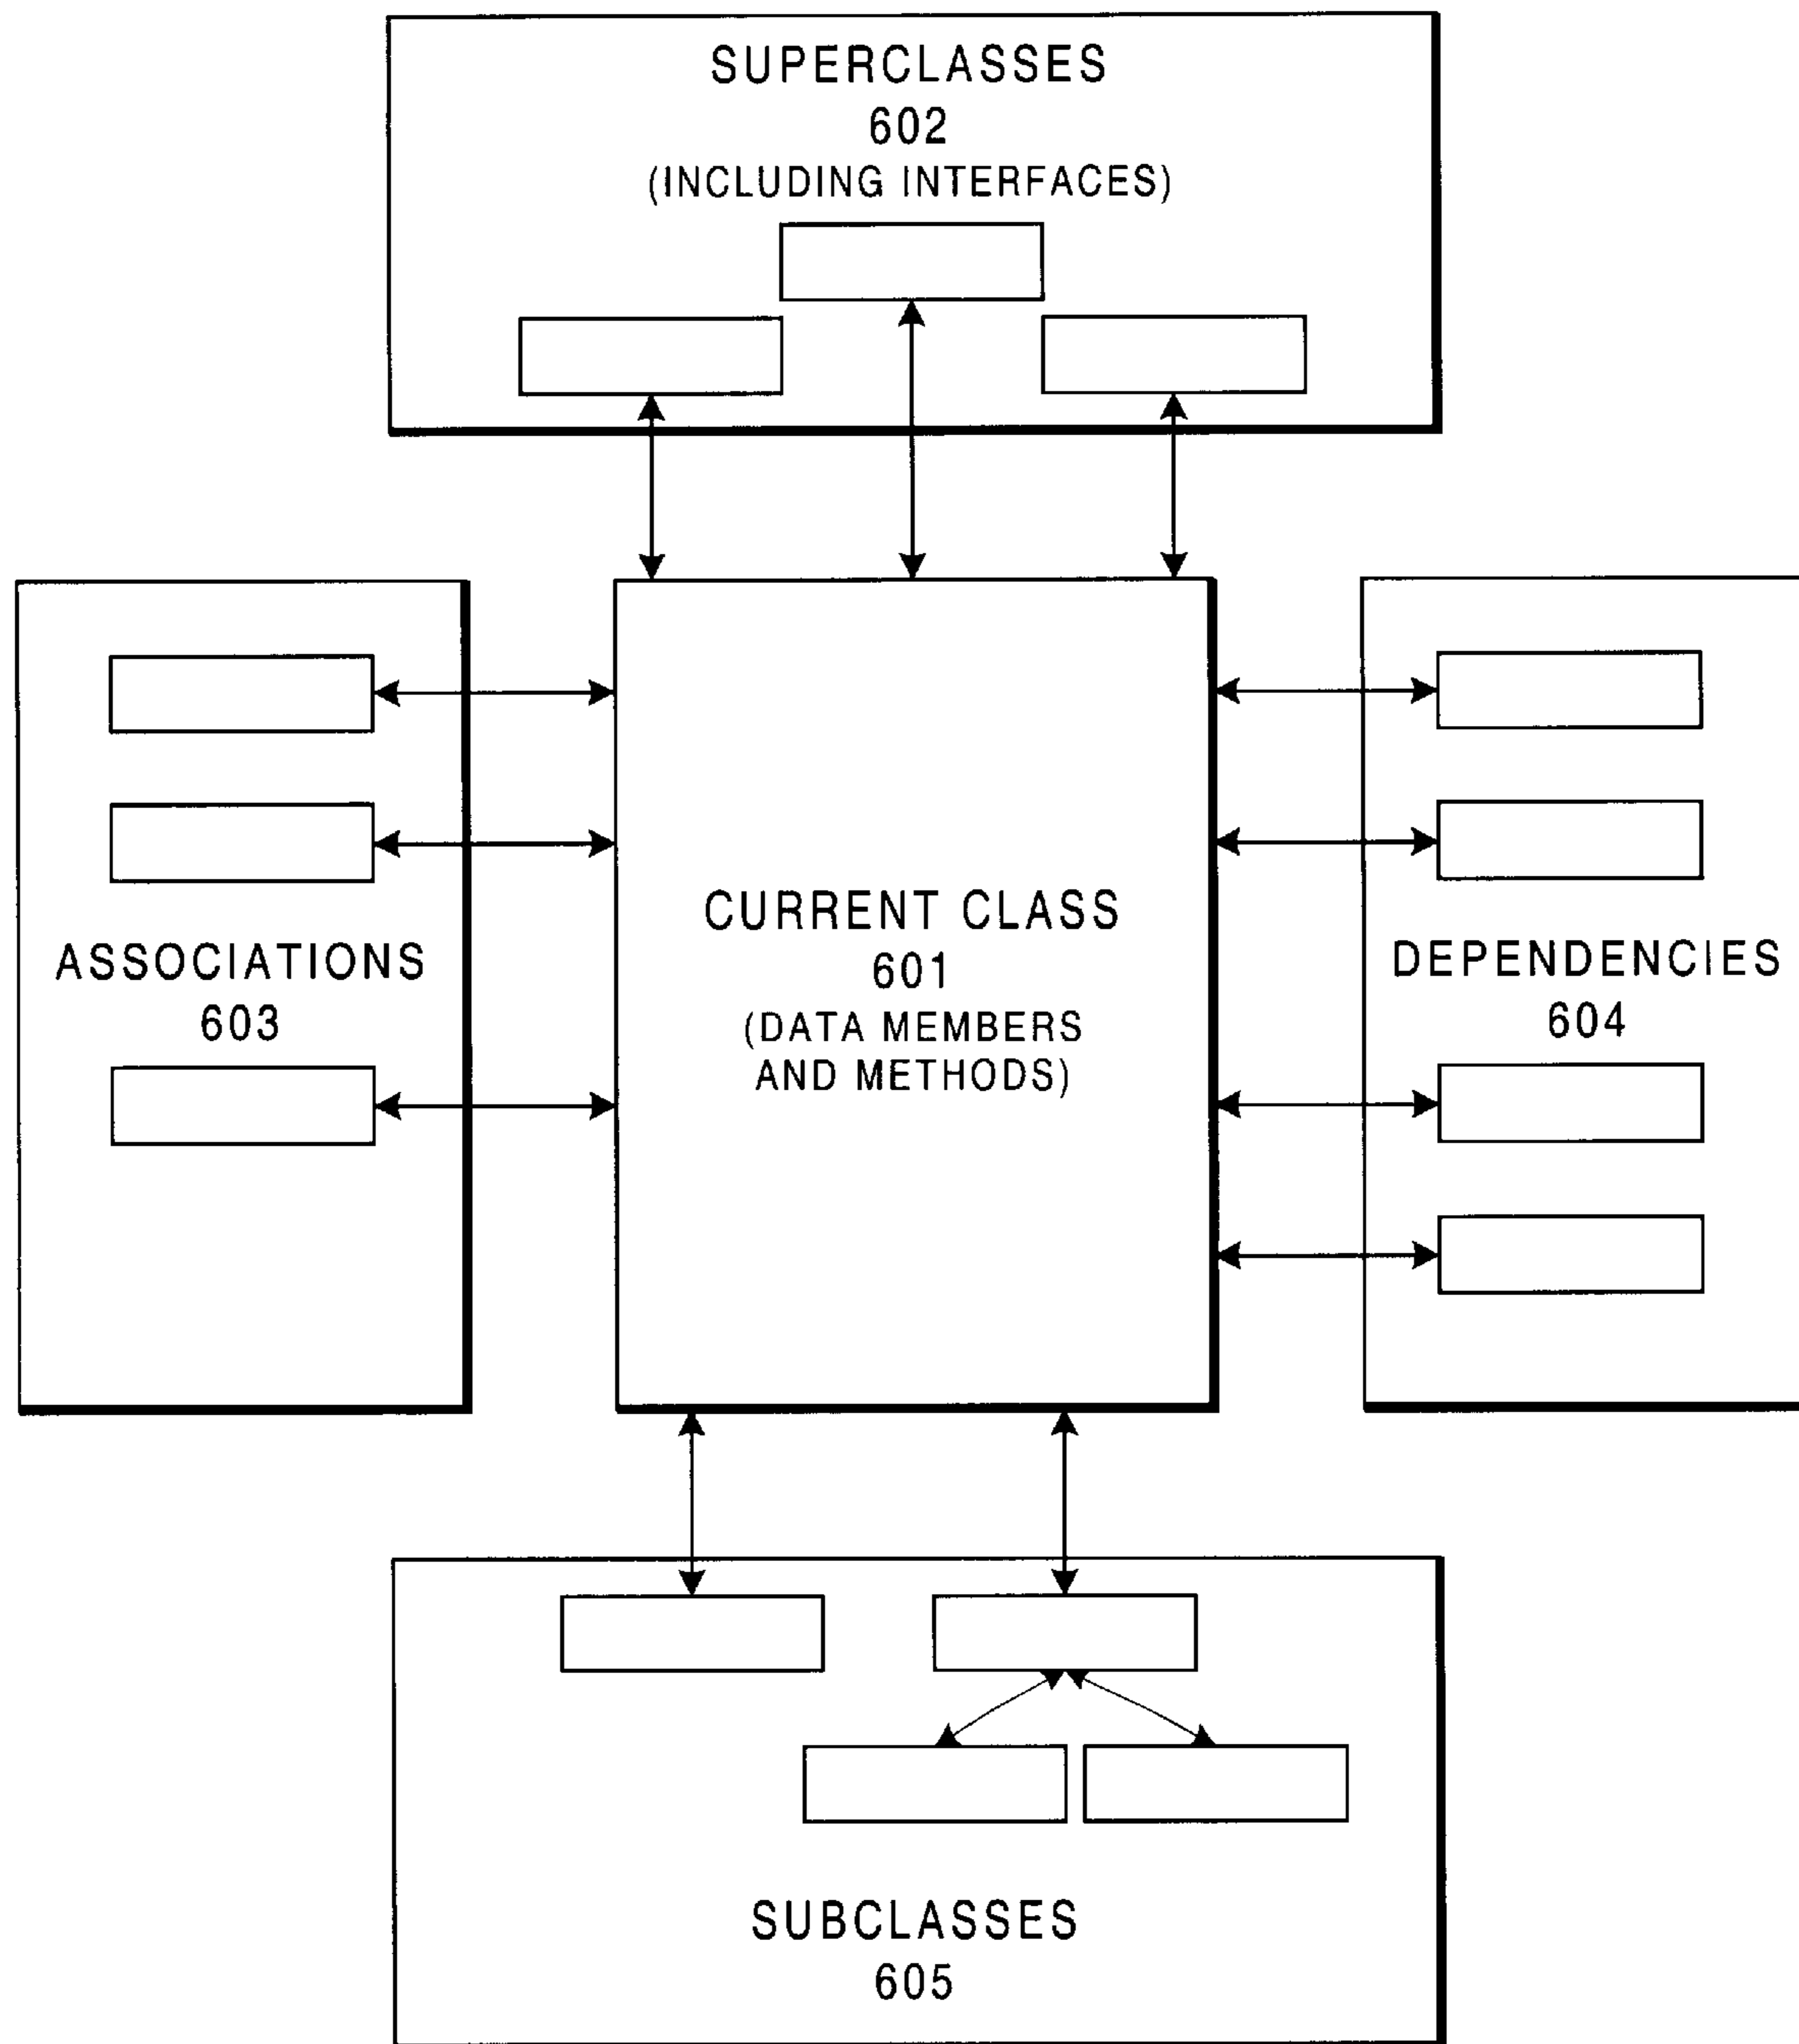 SUPERCLASSES
602
(INCLUDING INTERFACES)
ASSOCIATIONS
603
CURRENT CLASS
601
(DATA MEMBERS
AND METHODS)
DEPENDENCIES
604
SUBCLASSES
605